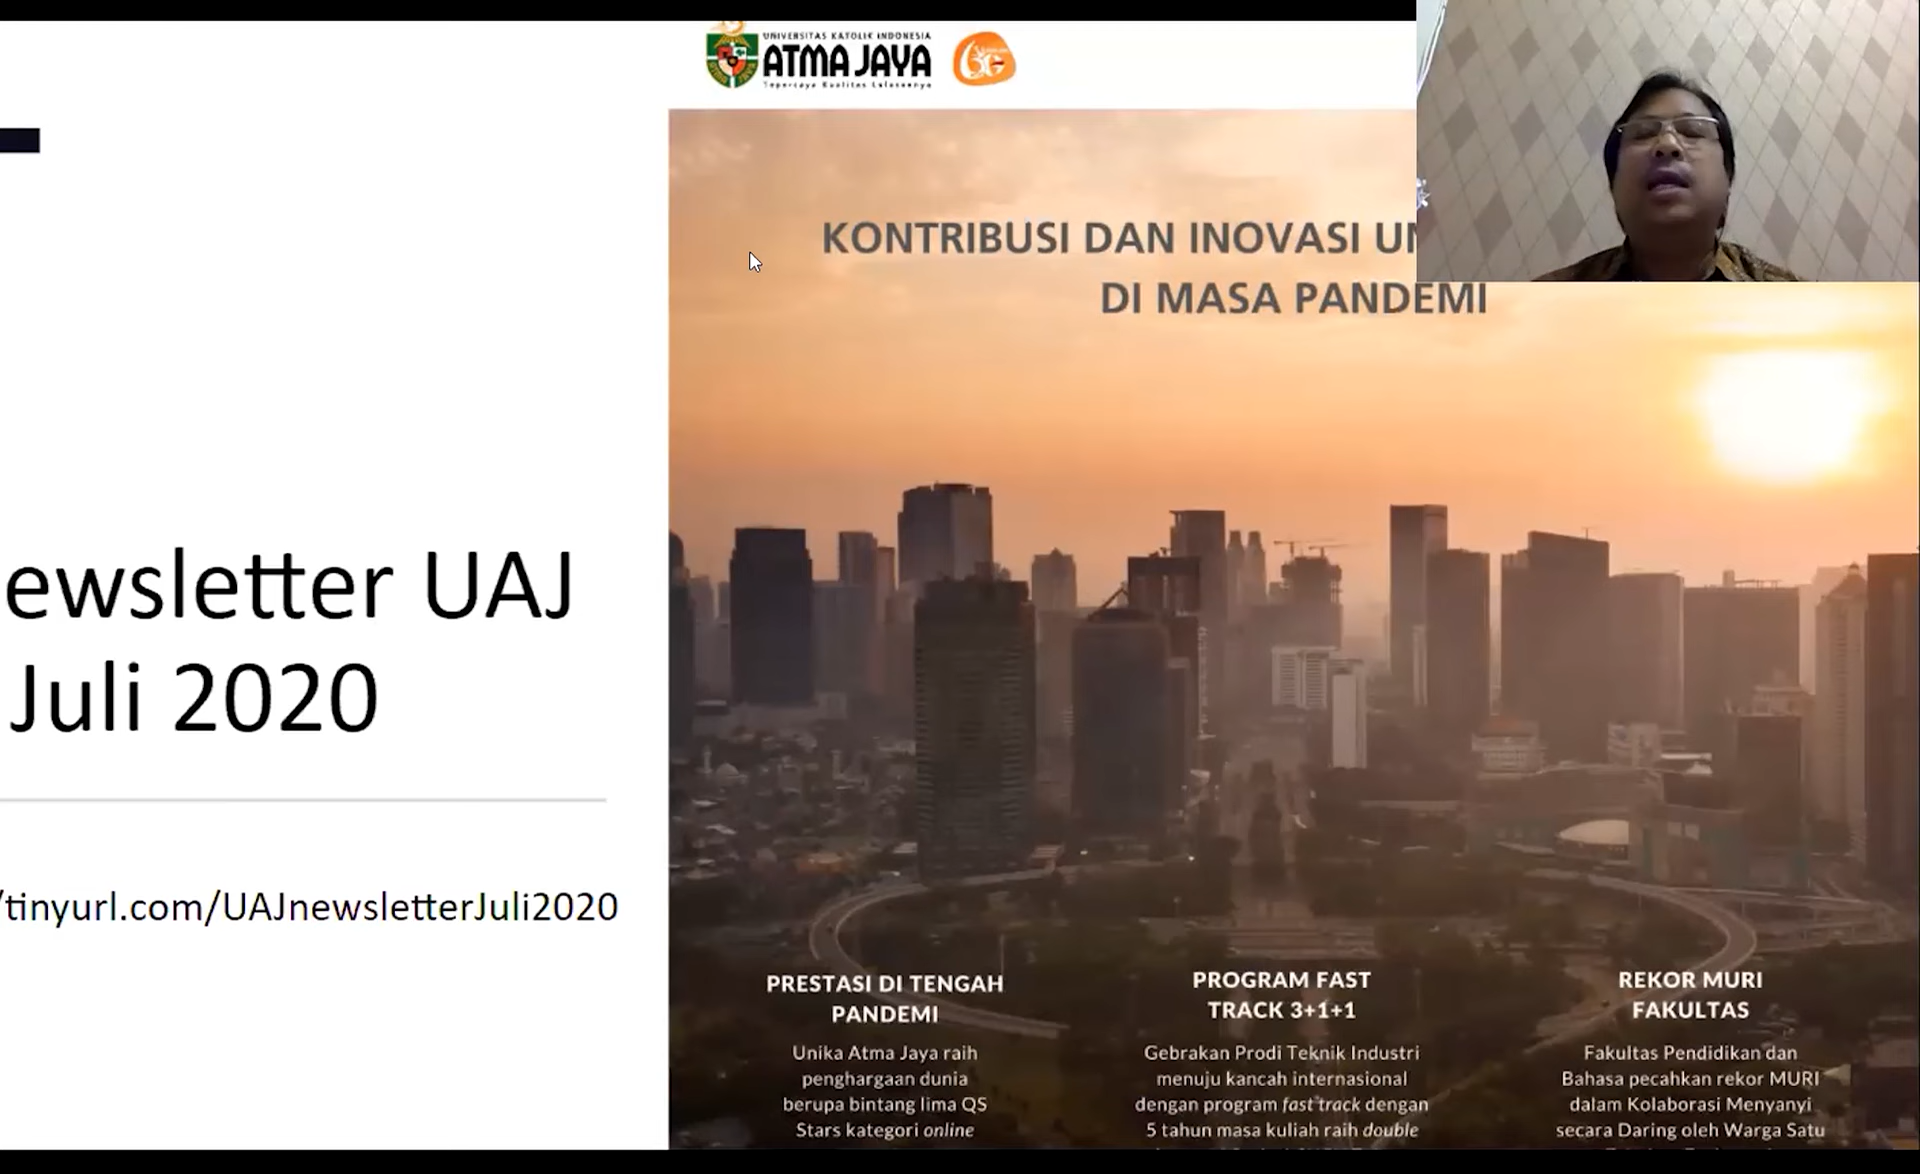 UNIVERSITAS KATOLIK INDONESIA
ATMA JAYA
Terpercaya Kualitas Lulusannya
KONTRIBUSI DAN INOVASI
DI MASA PANDEMI
ewsletter UAJ
Juli 2020
/tinyurl.com/UAJnewsletterJuli2020
PRESTASI DI TENGAH
PANDEMI
Unika Atma Jaya raih
penghargaan dunia
berupa bintang lima QS
Stars kategori online
PROGRAM FAST
TRACK 3+1+1
Gebrakan Prodi Teknik Industri
menuju kancah internasional
dengan program fast track dengan
5 tahun masa kuliah raih double
REKOR MURI
FAKULTAS
Fakultas Pendidikan dan
Bahasa pecahkan rekor MURI
dalam Kolaborasi Menyanyi
secara Daring oleh Warga Satu